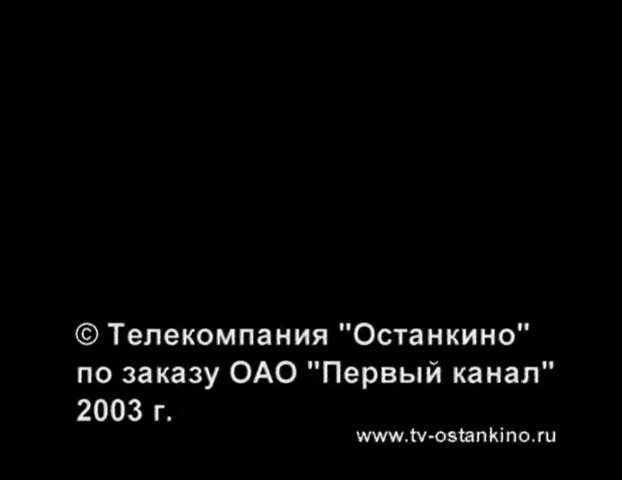 © Телекомпания "Останкино"
по заказу ОАО "Первый канал"
2003 г.
www.tv-ostankino.ru